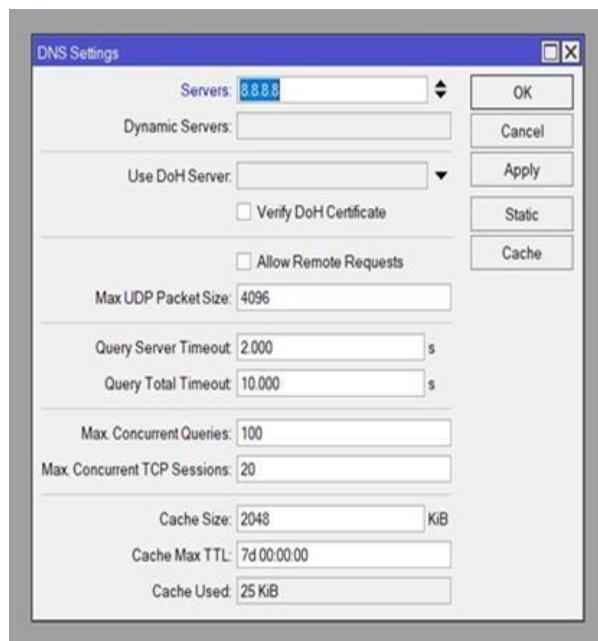 DNS Settings
Servers: 8.8.8.8
OK
Dynamic Servers:
Cancel
Use DoH Server:
Apply
Verify DoH Certificate
Static
Allow Remote Requests
Cache
Max UDP Packet Size: 4096
Query Server Timeout: 2.000 s
Query Total Timeout: 10.000 s
Max. Concurrent Queries: 100
Max. Concurrent TCP Sessions: 20
Cache Size: 2048 KiB
Cache Max TTL: 7d 00:00:00
Cache Used: 25 KiB